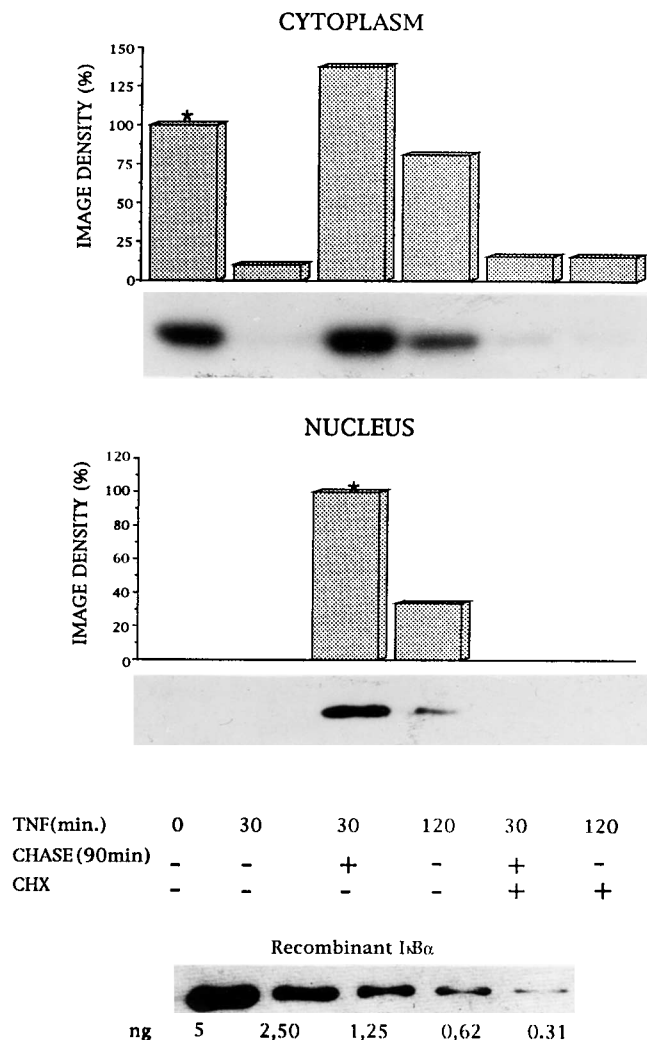 CYTOPLASM
IMAGE DENSITY (%)
150
125
100
75
50
25
0
*
NUCLEUS
IMAGE DENSITY (%)
120
100
80
60
40
20
0
*
TNF(min.) 0 30 30 120 30 120
CHASE (90min) - - + - + -
CHX - - - - + +
Recombinant IκBα
ng 5 2,50 1,25 0,62 0.31